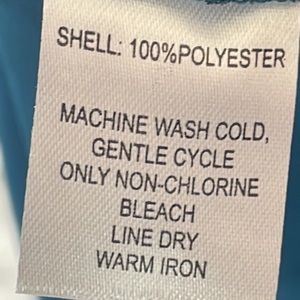 SHELL: 100%POLYESTER
MACHINE WASH COLD,
GENTLE CYCLE
ONLY NON-CHLORINE
BLEACH
LINE DRY
WARM IRON